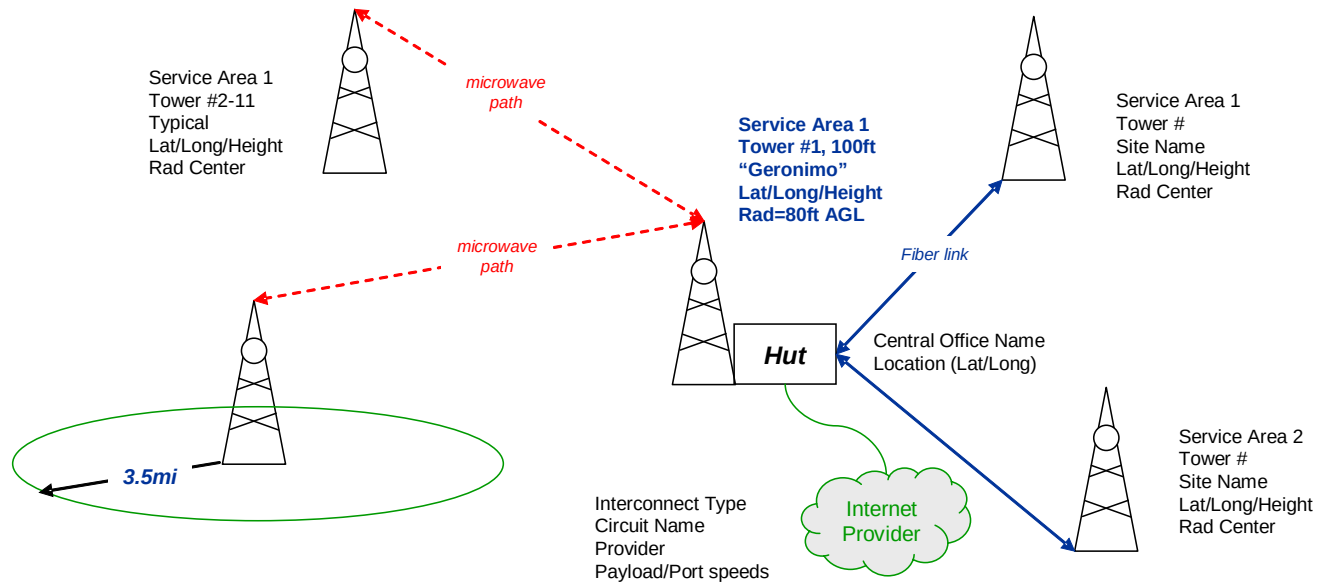 Service Area 1
Tower #2-11
Typical
Lat/Long/Height
Rad Center
microwave
path
Service Area 1
Tower #1, 100ft
“Geronimo”
Lat/Long/Height
Rad=80ft AGL
Service Area 1
Tower #
Site Name
Lat/Long/Height
Rad Center
microwave
path
Fiber link
Hut
Central Office Name
Location (Lat/Long)
3.5mi
Service Area 2
Tower #
Site Name
Lat/Long/Height
Rad Center
Interconnect Type
Circuit Name
Provider
Payload/Port speeds
Internet
Provider